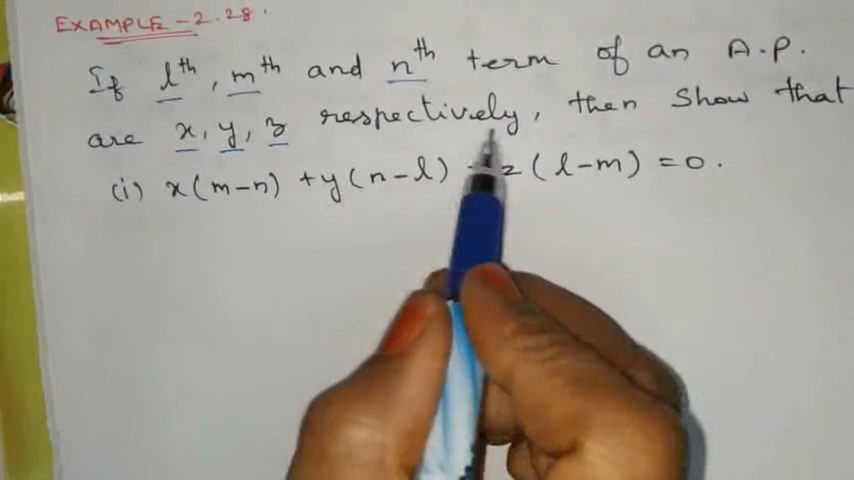 EXAMPLE - 2.28.
If lth, mth and nth term of an A.P.
are x, y, z respectively, then show that
(i) x(m-n) + y(n-l) + z(l-m) = 0.